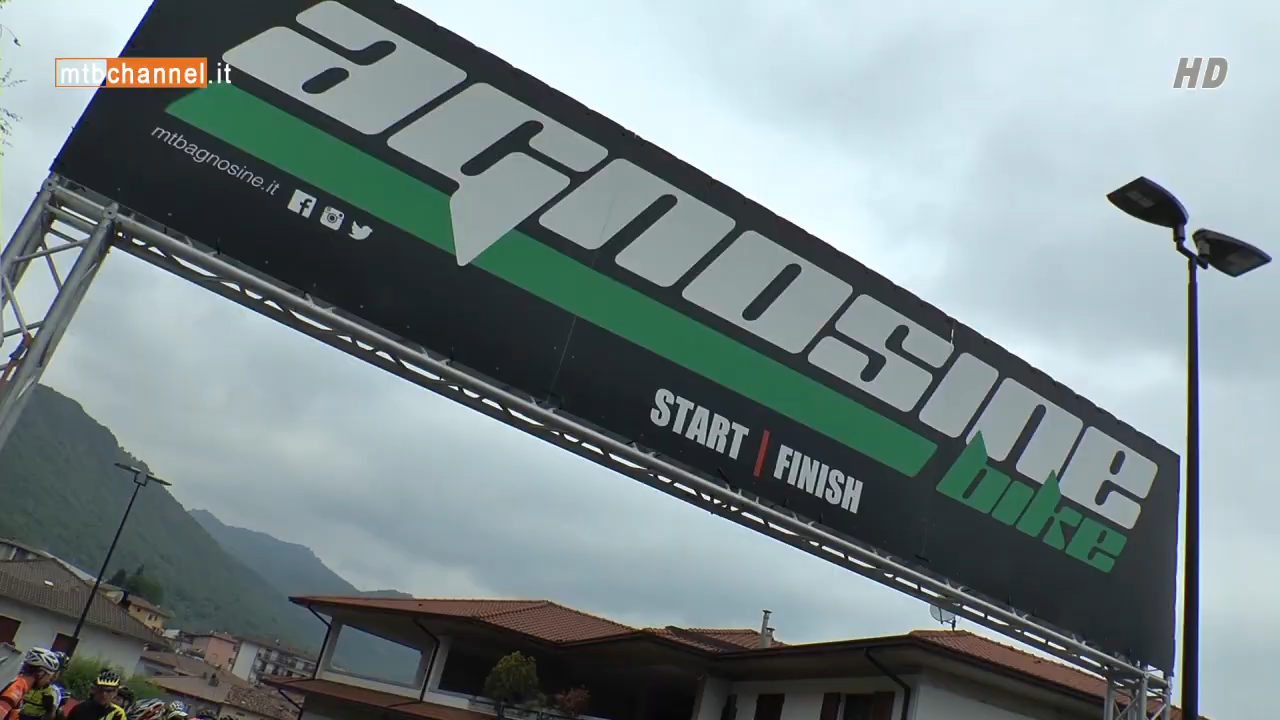 mtbchannel.it
HD
agnosine
bike
mtbagnosine.it
START | FINISH